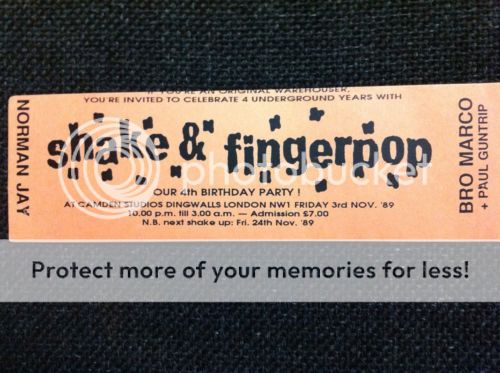 NORMAN JAY
IF YOU'RE AN ORIGINAL WAREHOUSER,
YOU'RE INVITED TO CELEBRATE 4 UNDERGROUND YEARS WITH
shake & fingerpop
OUR 4th BIRTHDAY PARTY !
AT CAMDEN STUDIOS DINGWALLS LONDON NW1 FRIDAY 3rd NOV. '89
10.00 p.m. till 3.00 a.m. — Admission £7.00
N.B. next shake up: Fri. 24th Nov. '89
BRO MARCO
+ PAUL GUNTRIP
photobucket
Protect more of your memories for less!